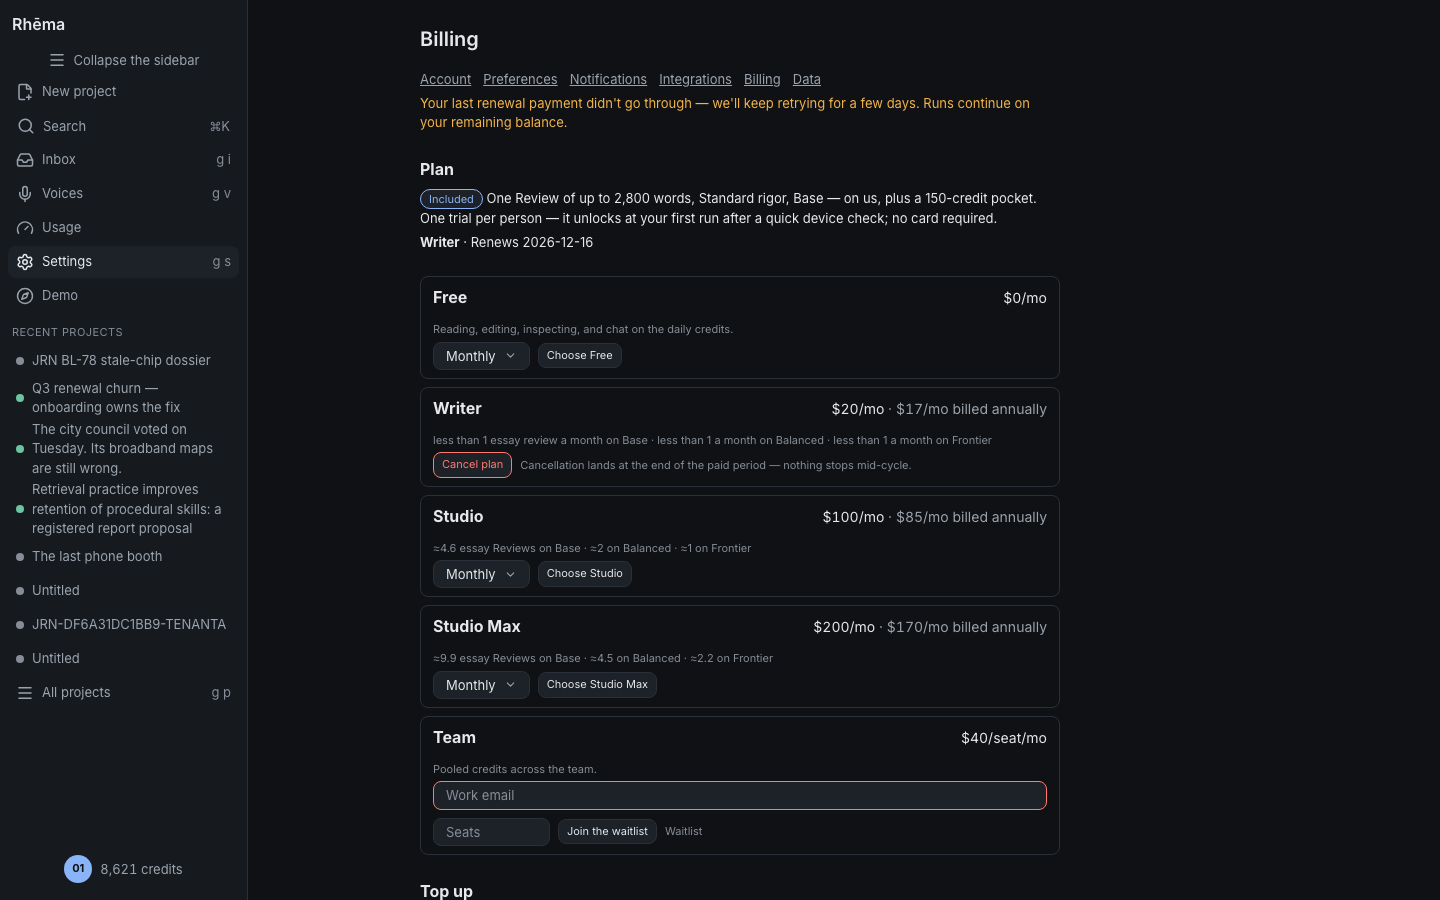 Rhēma
Collapse the sidebar
New project
Search ⌘K
Inbox g i
Voices g v
Usage
Settings g s
Demo
RECENT PROJECTS
JRN BL-78 stale-chip dossier
Q3 renewal churn —
onboarding owns the fix
The city council voted on
Tuesday. Its broadband maps
are still wrong.
Retrieval practice improves
retention of procedural skills: a
registered report proposal
The last phone booth
Untitled
JRN-DF6A31DC1BB9-TENANTA
Untitled
All projects g p
01 8,621 credits
Billing
Account Preferences Notifications Integrations Billing Data
Your last renewal payment didn't go through — we'll keep retrying for a few days. Runs continue on
your remaining balance.
Plan
Included One Review of up to 2,800 words, Standard rigor, Base — on us, plus a 150-credit pocket.
One trial per person — it unlocks at your first run after a quick device check; no card required.
Writer · Renews 2026-12-16
Free $0/mo
Reading, editing, inspecting, and chat on the daily credits.
Monthly Choose Free
Writer $20/mo · $17/mo billed annually
less than 1 essay review a month on Base · less than 1 a month on Balanced · less than 1 a month on Frontier
Cancel plan Cancellation lands at the end of the paid period — nothing stops mid-cycle.
Studio $100/mo · $85/mo billed annually
≈4.6 essay Reviews on Base · ≈2 on Balanced · ≈1 on Frontier
Monthly Choose Studio
Studio Max $200/mo · $170/mo billed annually
≈9.9 essay Reviews on Base · ≈4.5 on Balanced · ≈2.2 on Frontier
Monthly Choose Studio Max
Team $40/seat/mo
Pooled credits across the team.
Work email
Seats Join the waitlist Waitlist
Top up